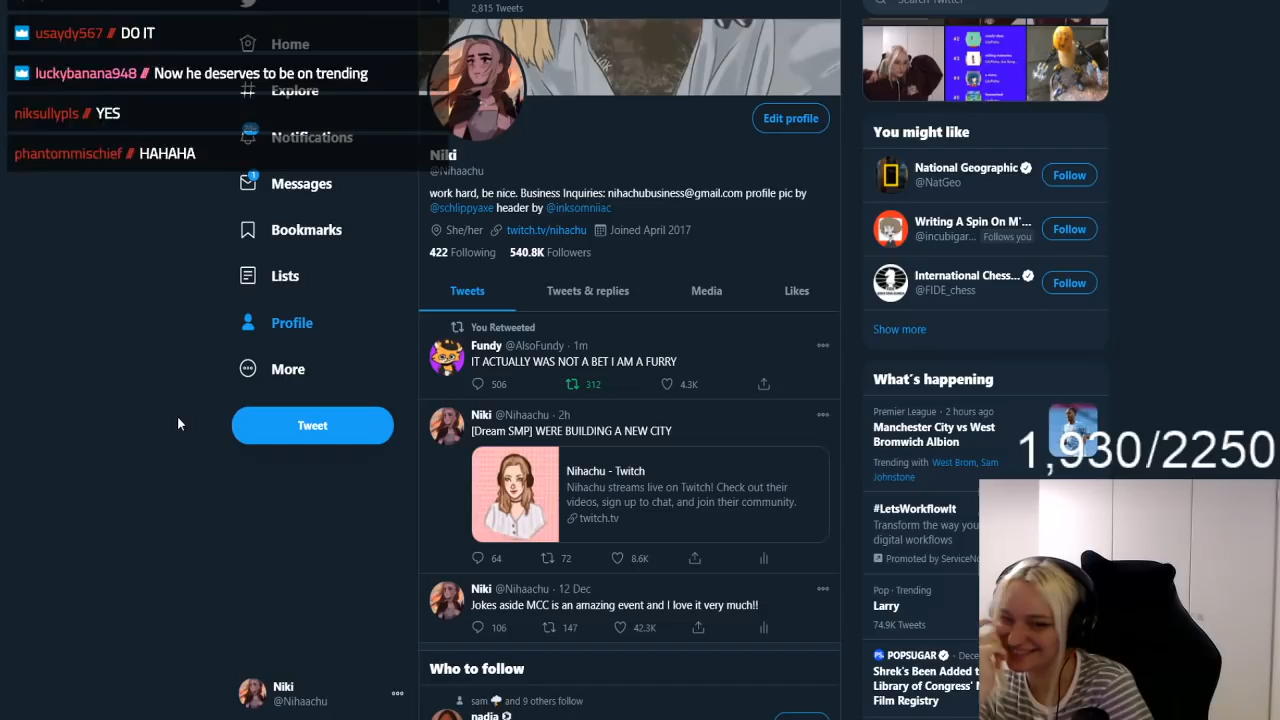 usaydy567 // DO IT
luckybanana948 // Now he deserves to be on trending
niksullypls // YES
phantommischief // HAHAHA
Home
Explore
Notifications
1
Messages
Bookmarks
Lists
Profile
More
Tweet
Niki
@Nihaachu
2,815 Tweets
Edit profile
Niki
@Nihaachu
work hard, be nice. Business Inquiries: nihachubusiness@gmail.com profile pic by
@schlippyaxe header by @inksomniiac
She/her twitch.tv/nihachu Joined April 2017
422 Following 540.8K Followers
Tweets Tweets & replies Media Likes
You Retweeted
Fundy @AlsoFundy · 1m
IT ACTUALLY WAS NOT A BET I AM A FURRY
506 312 4.3K
Niki @Nihaachu · 2h
[Dream SMP] WERE BUILDING A NEW CITY
Nihachu - Twitch
Nihachu streams live on Twitch! Check out their
videos, sign up to chat, and join their community.
twitch.tv
64 72 8.6K
Niki @Nihaachu · 12 Dec
Jokes aside MCC is an amazing event and I love it very much!!
106 147 42.3K
Who to follow
sam and 9 others follow
nadia
Search Twitter
You might like
National Geographic
@NatGeo
Follow
Writing A Spin On M'...
@incubigar... Follows you
Follow
International Chess...
@FIDE_chess
Follow
Show more
What's happening
Premier League · 2 hours ago
Manchester City vs West
Bromwich Albion
Trending with West Brom, Sam
Johnstone
1,930/2250
#LetsWorkflowIt
Transform the way you
digital workflows
Promoted by ServiceNo
Pop · Trending
Larry
74.9K Tweets
POPSUGAR · Dece
Shrek's Been Added t
Library of Congress'
Film Registry